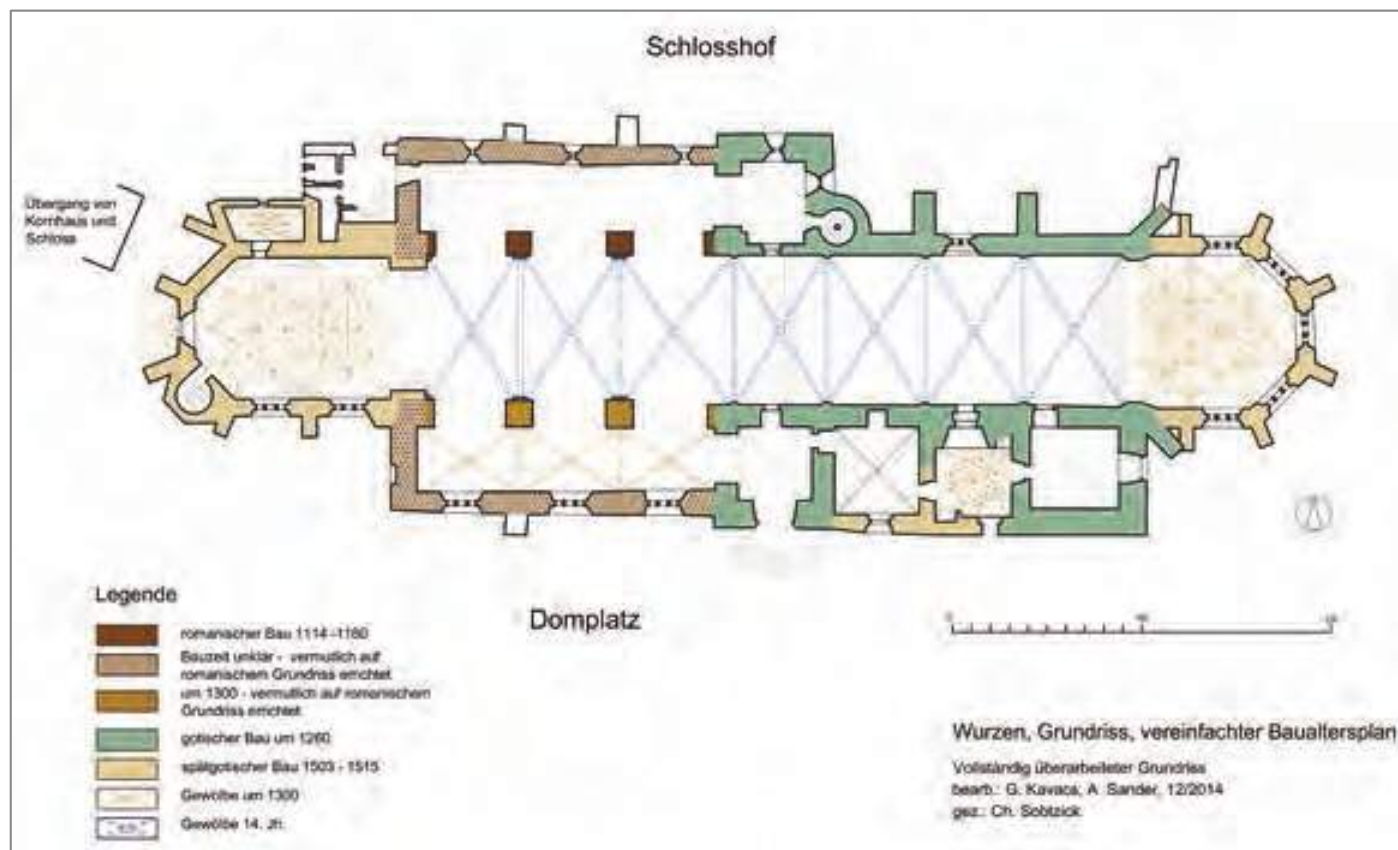 Schlosshof
Übergang von
Kornhaus und
Schloss
Legende
romanischer Bau 1114 -1160
Bauzeit unklar - vermutlich auf
romanischem Grundriss errichtet
um 1300 - vermutlich auf romanischem
Grundriss errichtet
gotischer Bau um 1260
spätgotischer Bau 1503 - 1515
Gewölbe um 1300
Gewölbe 14. Jh.
Domplatz
Wurzen, Grundriss, vereinfachter Baualtersplan
Vollständig überarbeiteter Grundriss
bearb.: G. Kavacs, A. Sander, 12/2014
gez.: Ch. Sobtzick